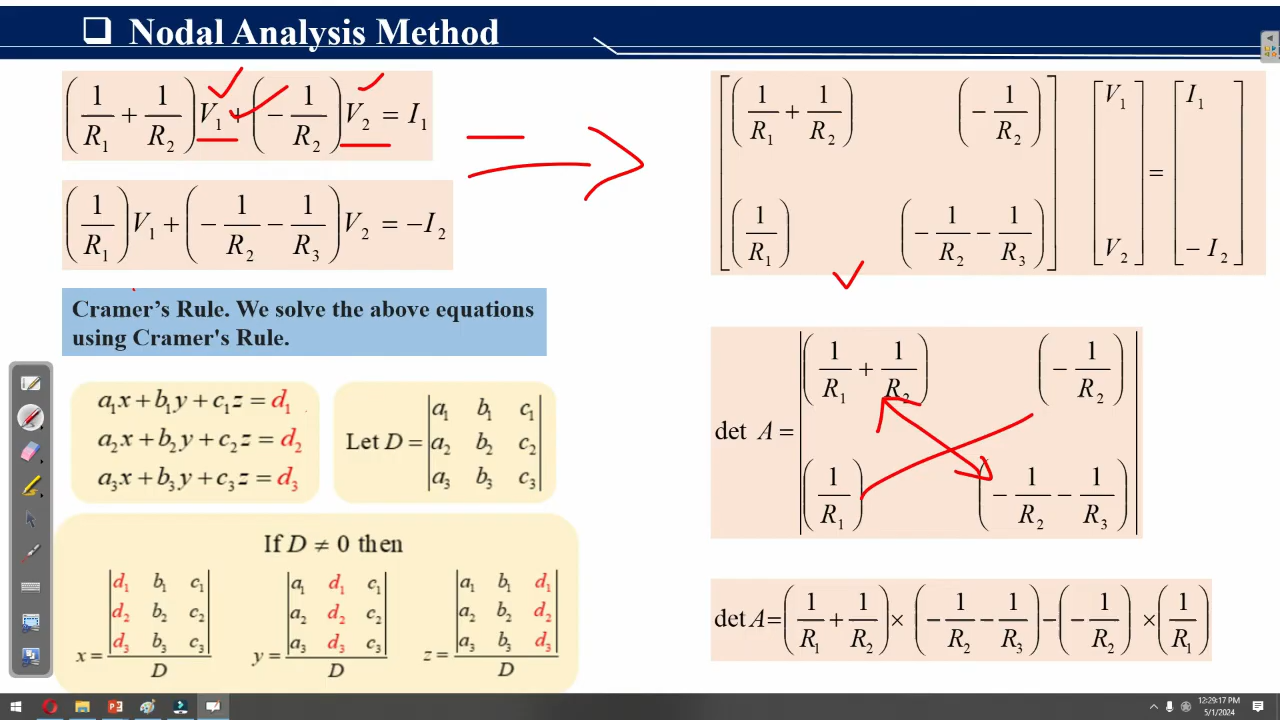 ❑ Nodal Analysis Method
(1/R₁ + 1/R₂)V₁ + (−1/R₂)V₂ = I₁
(1/R₁)V₁ + (−1/R₂ − 1/R₃)V₂ = −I₂
Cramer’s Rule. We solve the above equations
using Cramer's Rule.
a₁x + b₁y + c₁z = d₁
a₂x + b₂y + c₂z = d₂
a₃x + b₃y + c₃z = d₃
Let D = |a₁ b₁ c₁|
|a₂ b₂ c₂|
|a₃ b₃ c₃|
If D ≠ 0 then
x = |d₁ b₁ c₁; d₂ b₂ c₂; d₃ b₃ c₃| / D
y = |a₁ d₁ c₁; a₂ d₂ c₂; a₃ d₃ c₃| / D
z = |a₁ b₁ d₁; a₂ b₂ d₂; a₃ b₃ d₃| / D
[(1/R₁ + 1/R₂) (−1/R₂)] [V₁] = [I₁]
[(1/R₁) (−1/R₂ − 1/R₃)] [V₂] [−I₂]
det A = |(1/R₁ + 1/R₂) (−1/R₂)|
|(1/R₁) (−1/R₂ − 1/R₃)|
det A = (1/R₁ + 1/R₂) × (−1/R₂ − 1/R₃) − (−1/R₂) × (1/R₁)
12:29:17 PM
5/1/2024